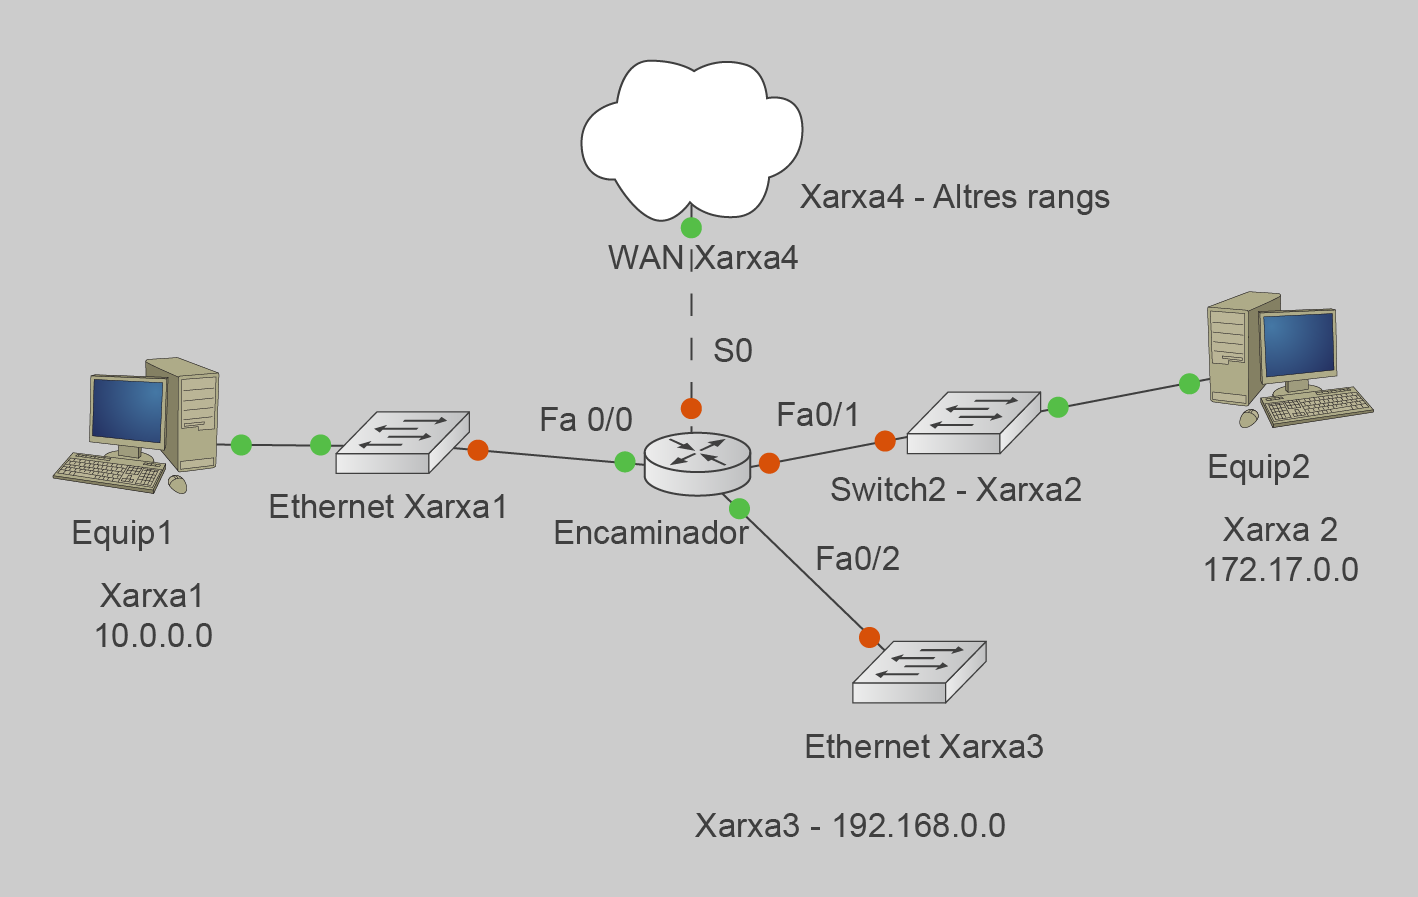 Xarxa4 - Altres rangs
WAN Xarxa4
S0
Fa 0/0
Fa0/1
Equip2
Switch2 - Xarxa2
Ethernet Xarxa1
Equip1
Encaminador
Xarxa 2
172.17.0.0
Fa0/2
Xarxa1
10.0.0.0
Ethernet Xarxa3
Xarxa3 - 192.168.0.0